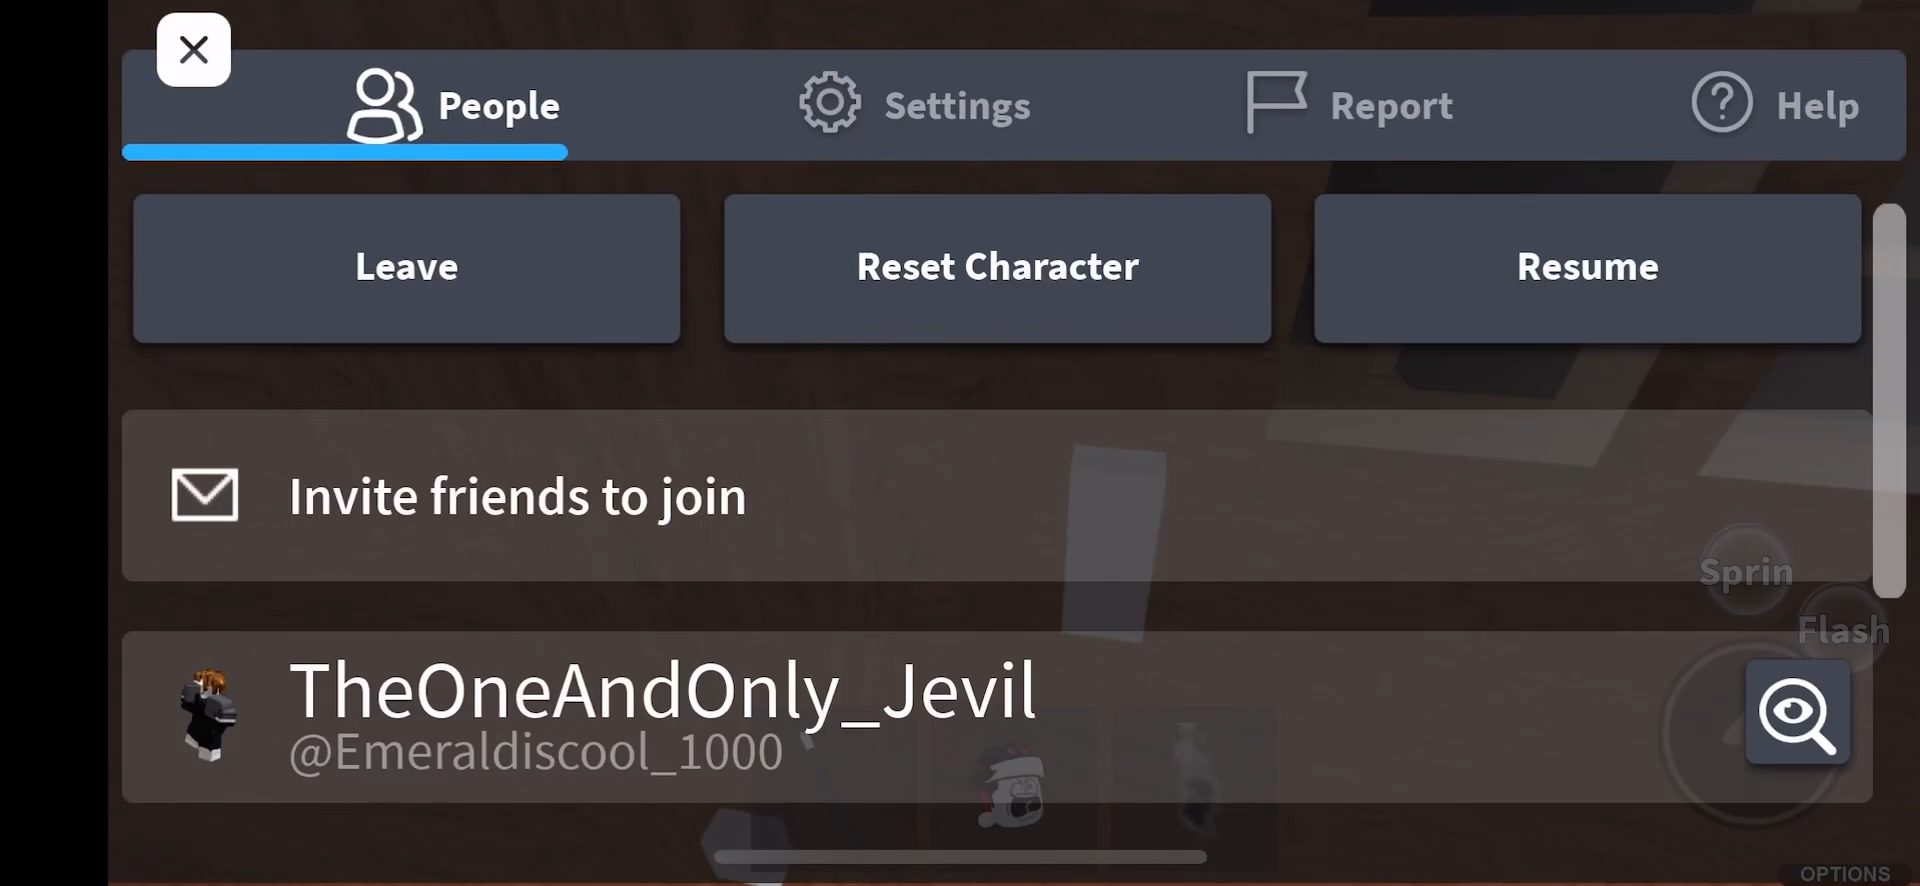 People
Settings
Report
Help
Leave
Reset Character
Resume
Invite friends to join
Sprin
Flash
TheOneAndOnly_Jevil
@Emeraldiscool_1000
OPTIONS